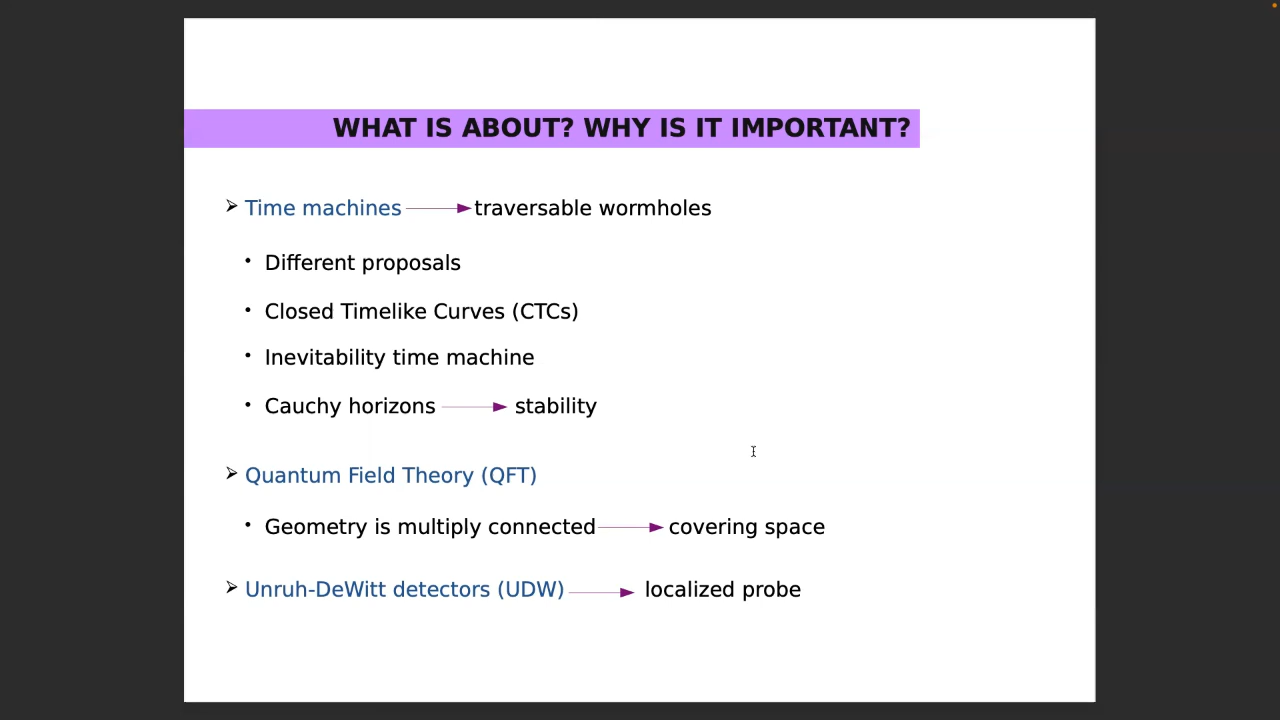 WHAT IS ABOUT? WHY IS IT IMPORTANT?
➢ Time machines → traversable wormholes
• Different proposals
• Closed Timelike Curves (CTCs)
• Inevitability time machine
• Cauchy horizons → stability
➢ Quantum Field Theory (QFT)
• Geometry is multiply connected → covering space
➢ Unruh-DeWitt detectors (UDW) → localized probe